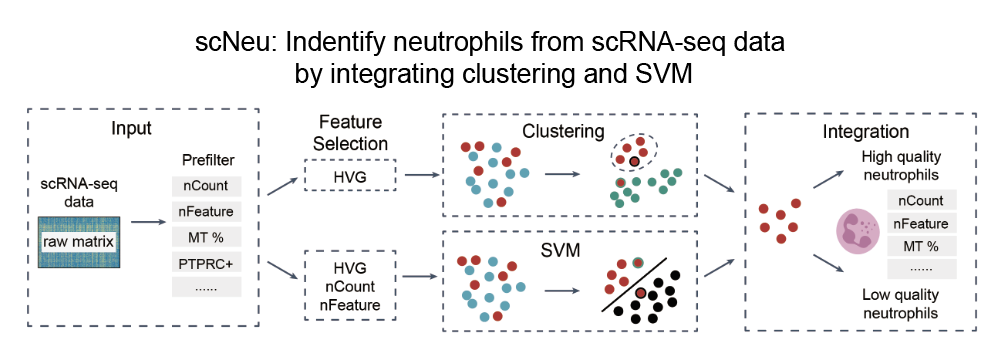 scNeu: Indentify neutrophils from scRNA-seq data
by integrating clustering and SVM
Input
scRNA-seq
data
raw matrix
Prefilter
nCount
nFeature
MT %
PTPRC+
......
Feature
Selection
HVG
HVG
nCount
nFeature
Clustering
SVM
Integration
High quality
neutrophils
nCount
nFeature
MT %
......
Low quality
neutrophils